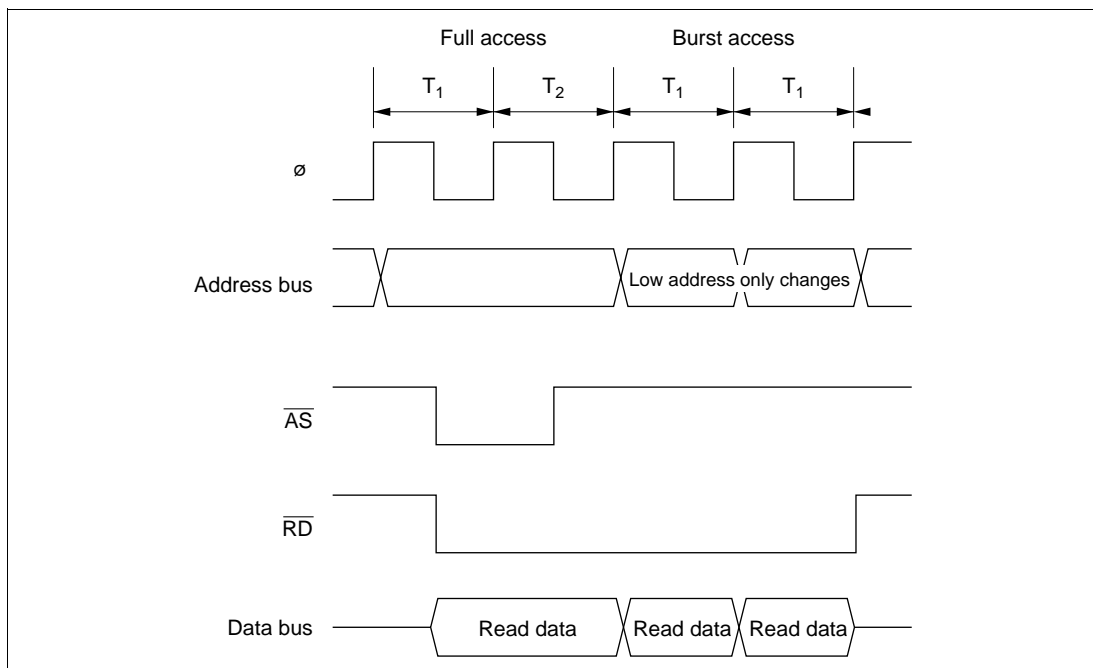 Full access Burst access
T1 T2 T1 T1
ø
Address bus Low address only changes
AS
RD
Data bus Read data Read data Read data